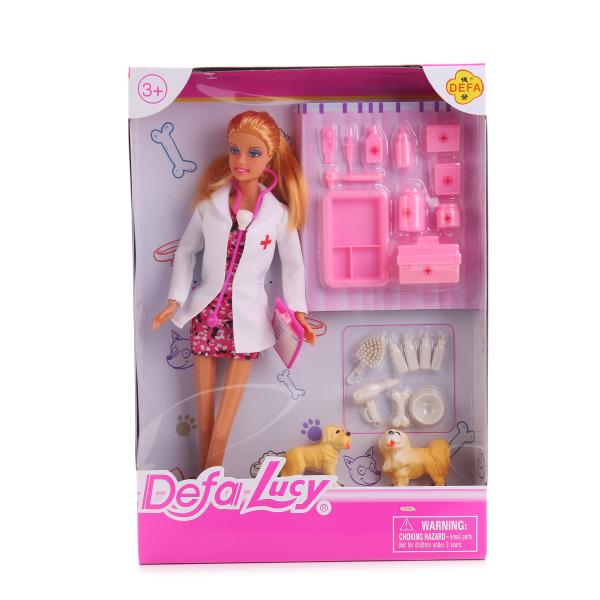 3+
DEFA
Defa Lucy®
WARNING:
CHOKING HAZARD - Small parts.
Not for children under 3 years.